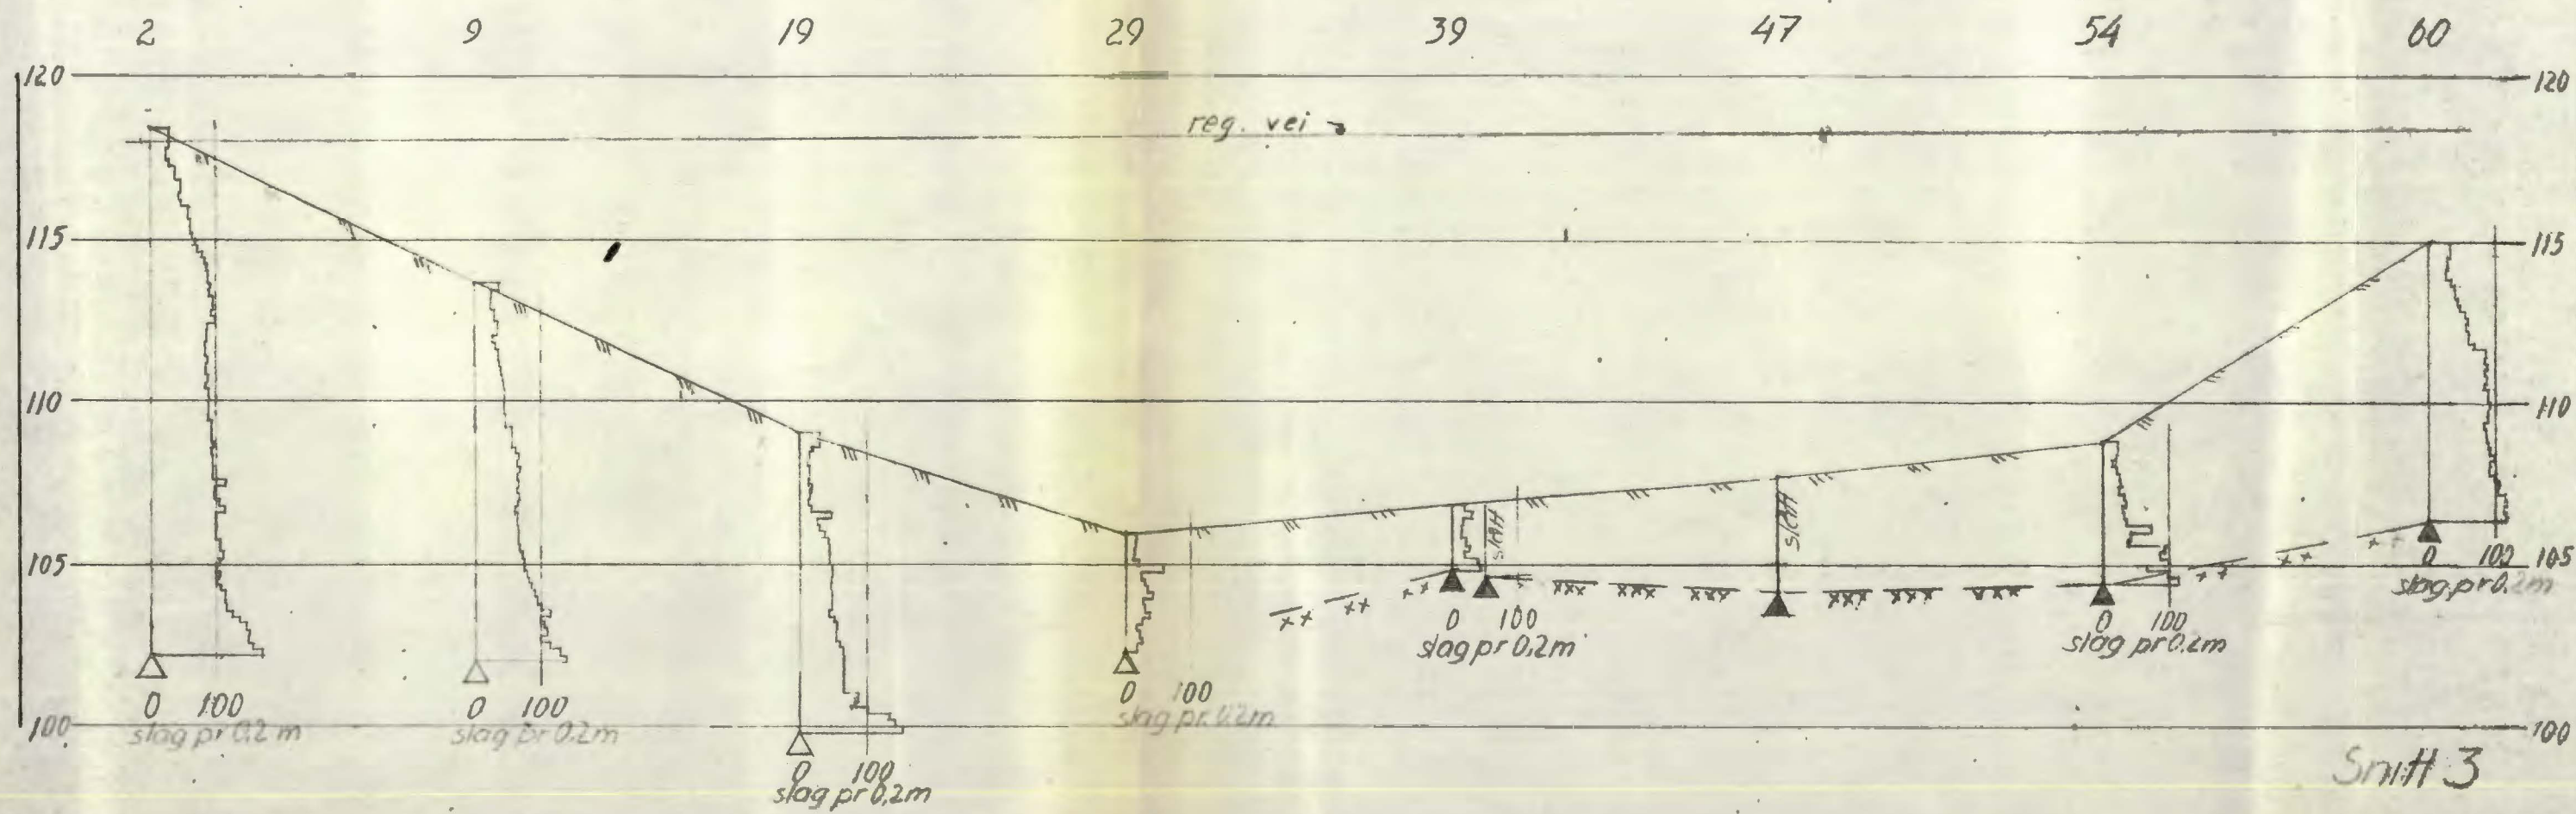 2 9 19 29 39 47 54 60
120 120
reg. vei
115 115
110 110
105 105
slåH slåH
0 100
slag pr 0.2m
0 100
slag pr 0.2m
0 100
slag pr 0.2m
0 100
slag pr. 0.2m
0 100
slag pr 0.2 m
0 100
slag pr 0.2m
100 100
0 100
slag pr 0,2m
Snitt 3